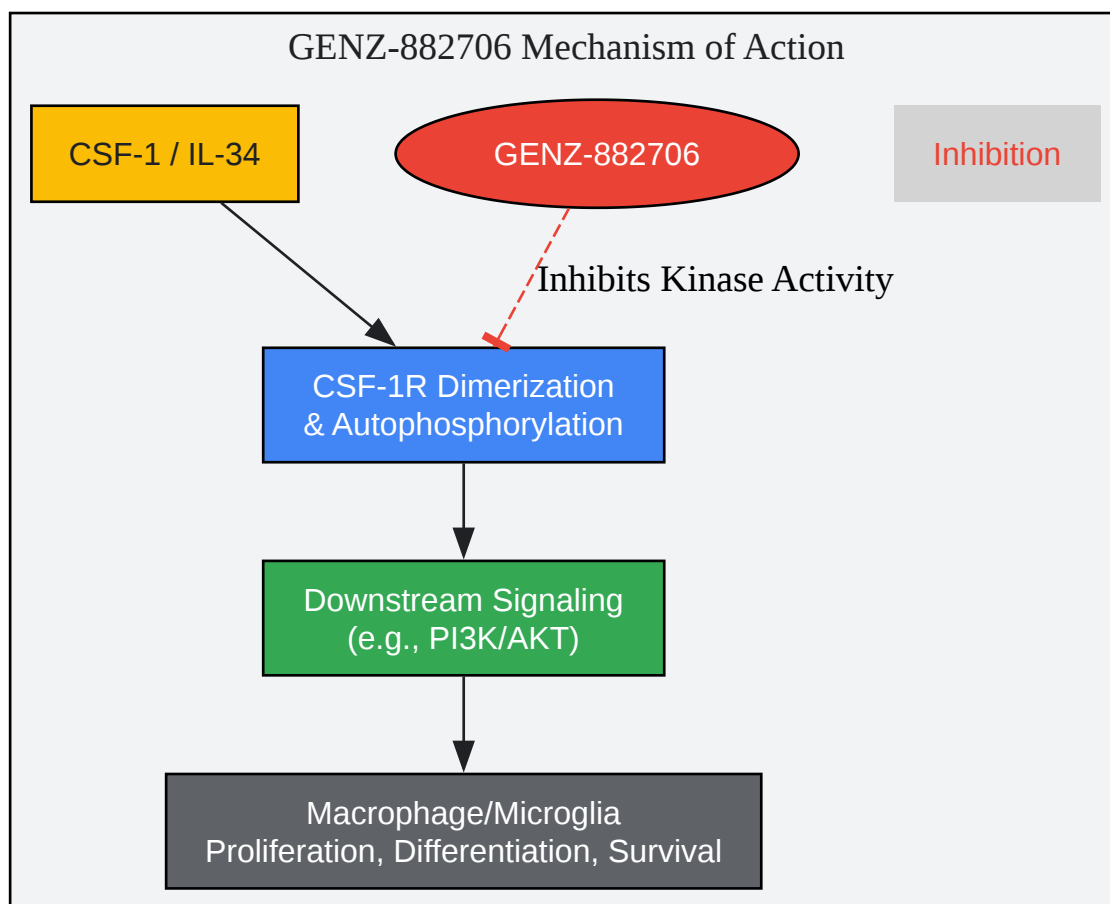 GENZ-882706 Mechanism of Action
CSF-1 / IL-34
GENZ-882706
Inhibition
Inhibits Kinase Activity
CSF-1R Dimerization
& Autophosphorylation
Downstream Signaling
(e.g., PI3K/AKT)
Macrophage/Microglia
Proliferation, Differentiation, Survival